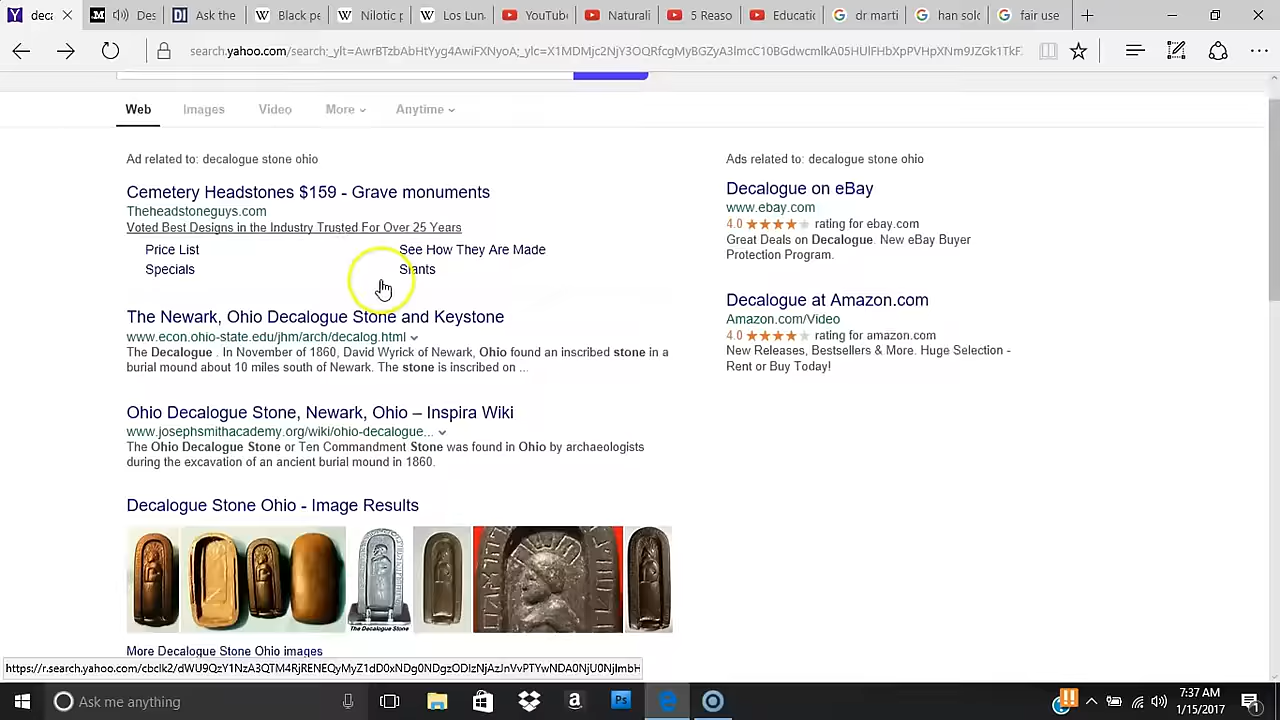 deca
Des
Ask the
Black pe
Nilotic p
Los Lun
YouTube
Naturali
5 Reaso
Educatio
dr marti
han solo
fair use
search.yahoo.com/search;_ylt=AwrBTzbAbHtYyg4AwiFXNyoA;_ylc=X1MDMjc2NjY3OQRfcgMyBGZyA3lmcC10BGdwcmlkA05HUlFHbXpPVHpXNm9JZGk1TkF
Web
Images
Video
More
Anytime
Ad related to: decalogue stone ohio
Ads related to: decalogue stone ohio
Cemetery Headstones $159 - Grave monuments
Theheadstoneguys.com
Voted Best Designs in the Industry Trusted For Over 25 Years
Price List
See How They Are Made
Specials
Slants
Decalogue on eBay
www.ebay.com
4.0 ★★★★★ rating for ebay.com
Great Deals on Decalogue. New eBay Buyer
Protection Program.
The Newark, Ohio Decalogue Stone and Keystone
www.econ.ohio-state.edu/jhm/arch/decalog.html
The Decalogue . In November of 1860, David Wyrick of Newark, Ohio found an inscribed stone in a
burial mound about 10 miles south of Newark. The stone is inscribed on ...
Decalogue at Amazon.com
Amazon.com/Video
4.0 ★★★★★ rating for amazon.com
New Releases, Bestsellers & More. Huge Selection -
Rent or Buy Today!
Ohio Decalogue Stone, Newark, Ohio – Inspira Wiki
www.josephsmithacademy.org/wiki/ohio-decalogue...
The Ohio Decalogue Stone or Ten Commandment Stone was found in Ohio by archaeologists
during the excavation of an ancient burial mound in 1860.
Decalogue Stone Ohio - Image Results
The Decalogue Stone
More Decalogue Stone Ohio images
Ask me anything
7:37 AM
1/15/2017